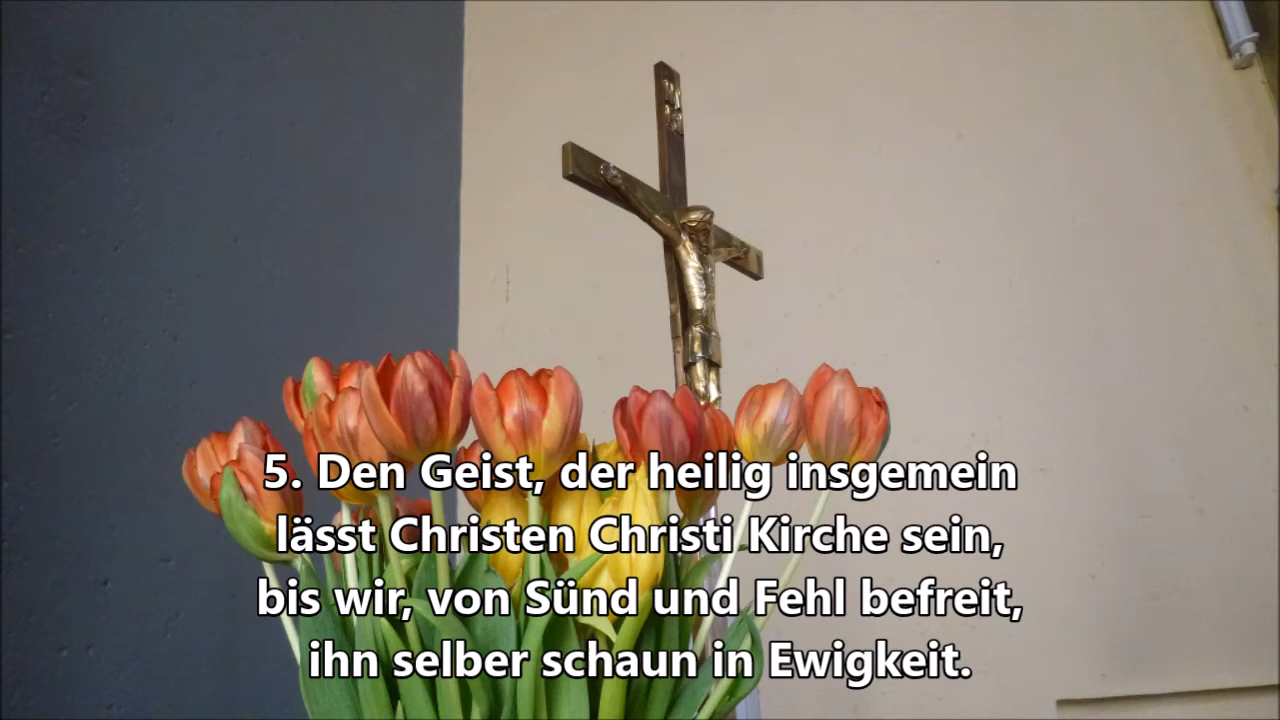 5. Den Geist, der heilig insgemein
lässt Christen Christi Kirche sein,
bis wir, von Sünd und Fehl befreit,
ihn selber schaun in Ewigkeit.